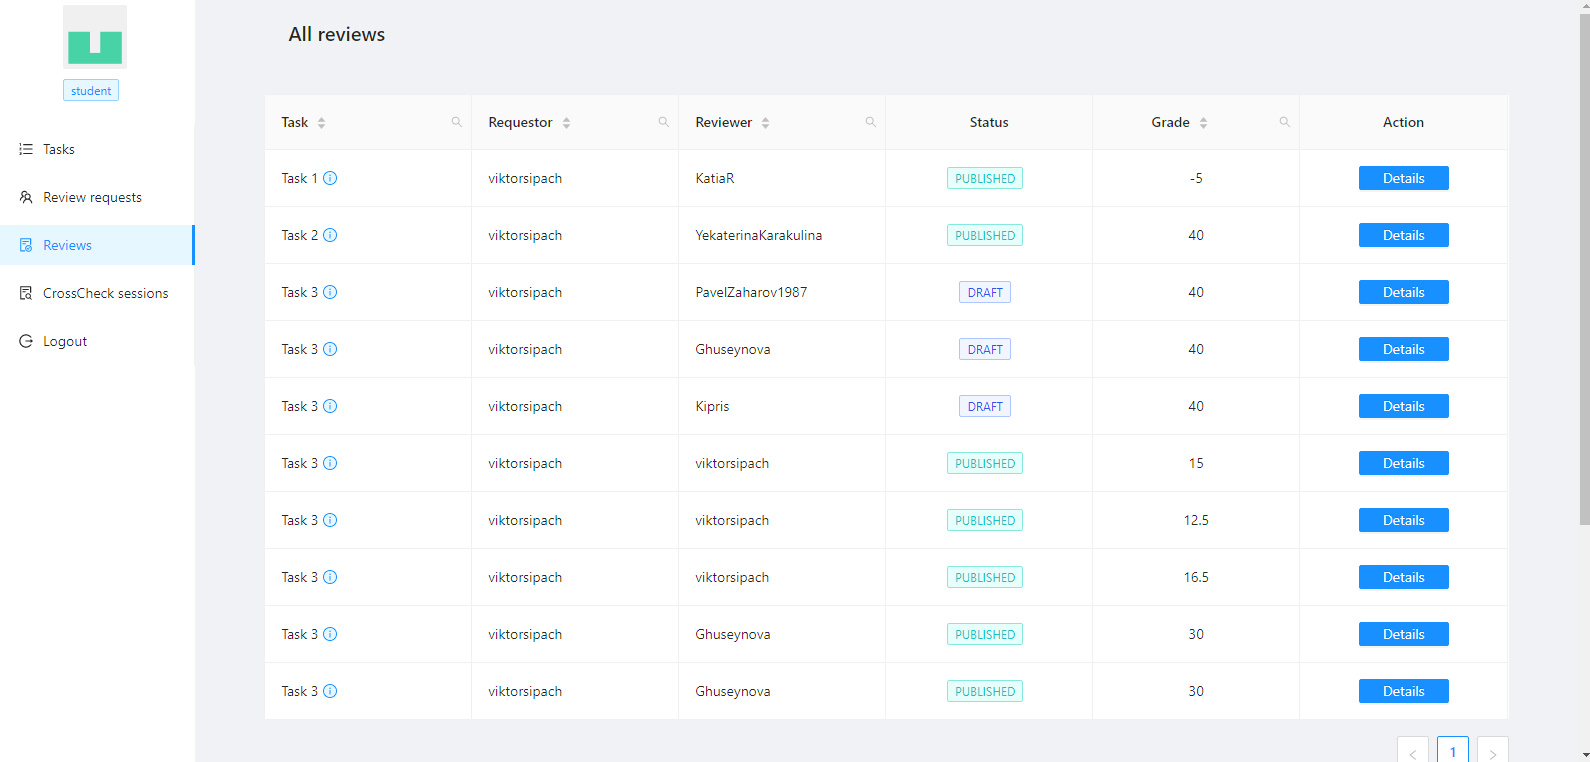 student
Tasks
Review requests
Reviews
CrossCheck sessions
Logout
All reviews
Task Requestor Reviewer Status Grade Action
Task 1 viktorsipach KatiaR PUBLISHED -5 Details
Task 2 viktorsipach YekaterinaKarakulina PUBLISHED 40 Details
Task 3 viktorsipach PavelZaharov1987 DRAFT 40 Details
Task 3 viktorsipach Ghuseynova DRAFT 40 Details
Task 3 viktorsipach Kipris DRAFT 40 Details
Task 3 viktorsipach viktorsipach PUBLISHED 15 Details
Task 3 viktorsipach viktorsipach PUBLISHED 12.5 Details
Task 3 viktorsipach viktorsipach PUBLISHED 16.5 Details
Task 3 viktorsipach Ghuseynova PUBLISHED 30 Details
Task 3 viktorsipach Ghuseynova PUBLISHED 30 Details
< 1 >